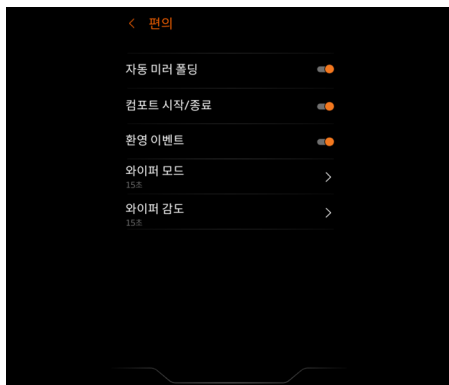 편의
자동 미러 폴딩
컴포트 시작/종료
환영 이벤트
와이퍼 모드
15초
와이퍼 감도
15초